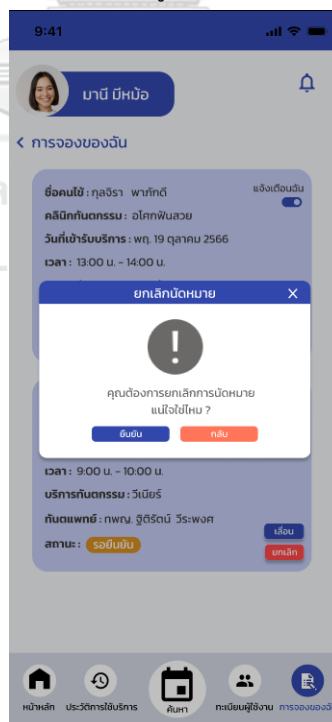 9:41
มานี มีหม้อ
การจองของฉัน
ชื่อคนไข้ : กุลจิรา พาภักดี
แจ้งเตือนฉัน
คลินิกทันตกรรม : อโศกฟันสวย
วันที่เข้ารับบริการ : พฤ. 19 ตุลาคม 2566
เวลา : 13:00 น. - 14:00 น.
ยกเลิกนัดหมาย X
!
คุณต้องการยกเลิกการนัดหมาย
แน่ใจใช่ไหม ?
ยืนยัน
กลับ
เวลา : 9:00 น. - 10:00 น.
บริการทันตกรรม : วีเนียร์
ทันตแพทย์ : ทพญ. ฐิติรัตน์ วีระพงศ์
เลื่อน
สถานะ : รอยืนยัน
ยกเลิก
หน้าหลัก ประวัติการใช้บริการ ค้นหา ทะเบียนผู้ใช้งาน การจองของฉัน